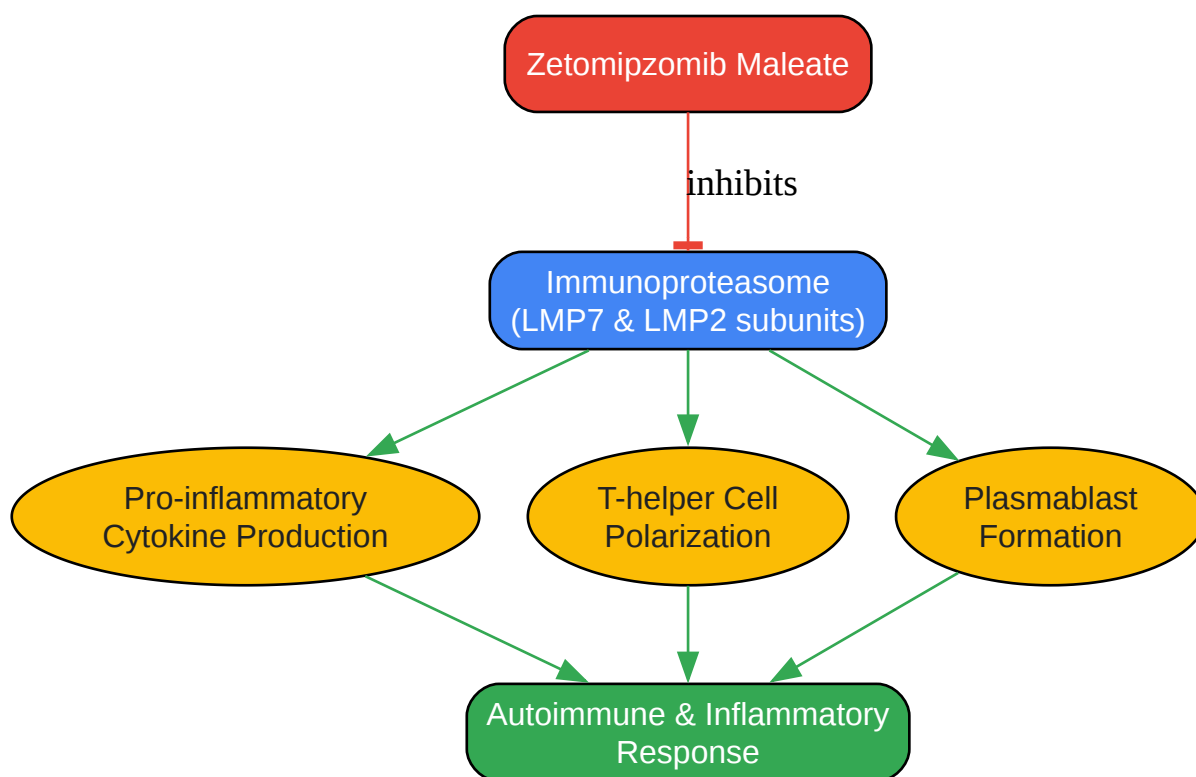 Zetomipzomib Maleate
inhibits
Immunoproteasome
(LMP7 & LMP2 subunits)
Pro-inflammatory
Cytokine Production
T-helper Cell
Polarization
Plasmablast
Formation
Autoimmune & Inflammatory
Response